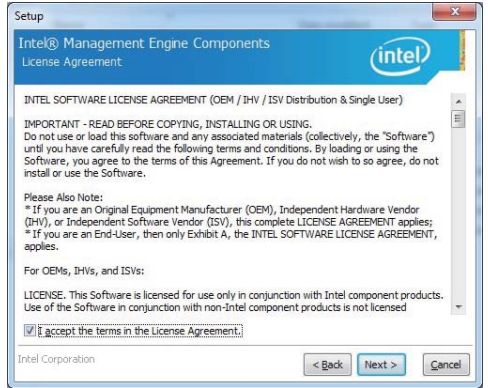 Setup
Intel® Management Engine Components
License Agreement
intel
INTEL SOFTWARE LICENSE AGREEMENT (OEM / IHV / ISV Distribution & Single User)
IMPORTANT - READ BEFORE COPYING, INSTALLING OR USING.
Do not use or load this software and any associated materials (collectively, the "Software")
until you have carefully read the following terms and conditions. By loading or using the
Software, you agree to the terms of this Agreement. If you do not wish to so agree, do not
install or use the Software.
Please Also Note:
* If you are an Original Equipment Manufacturer (OEM), Independent Hardware Vendor
(IHV), or Independent Software Vendor (ISV), this complete LICENSE AGREEMENT applies;
* If you are an End-User, then only Exhibit A, the INTEL SOFTWARE LICENSE AGREEMENT,
applies.
For OEMs, IHVs, and ISVs:
LICENSE. This Software is licensed for use only in conjunction with Intel component products.
Use of the Software in conjunction with non-Intel component products is not licensed
I accept the terms in the License Agreement.
Intel Corporation
< Back
Next >
Cancel